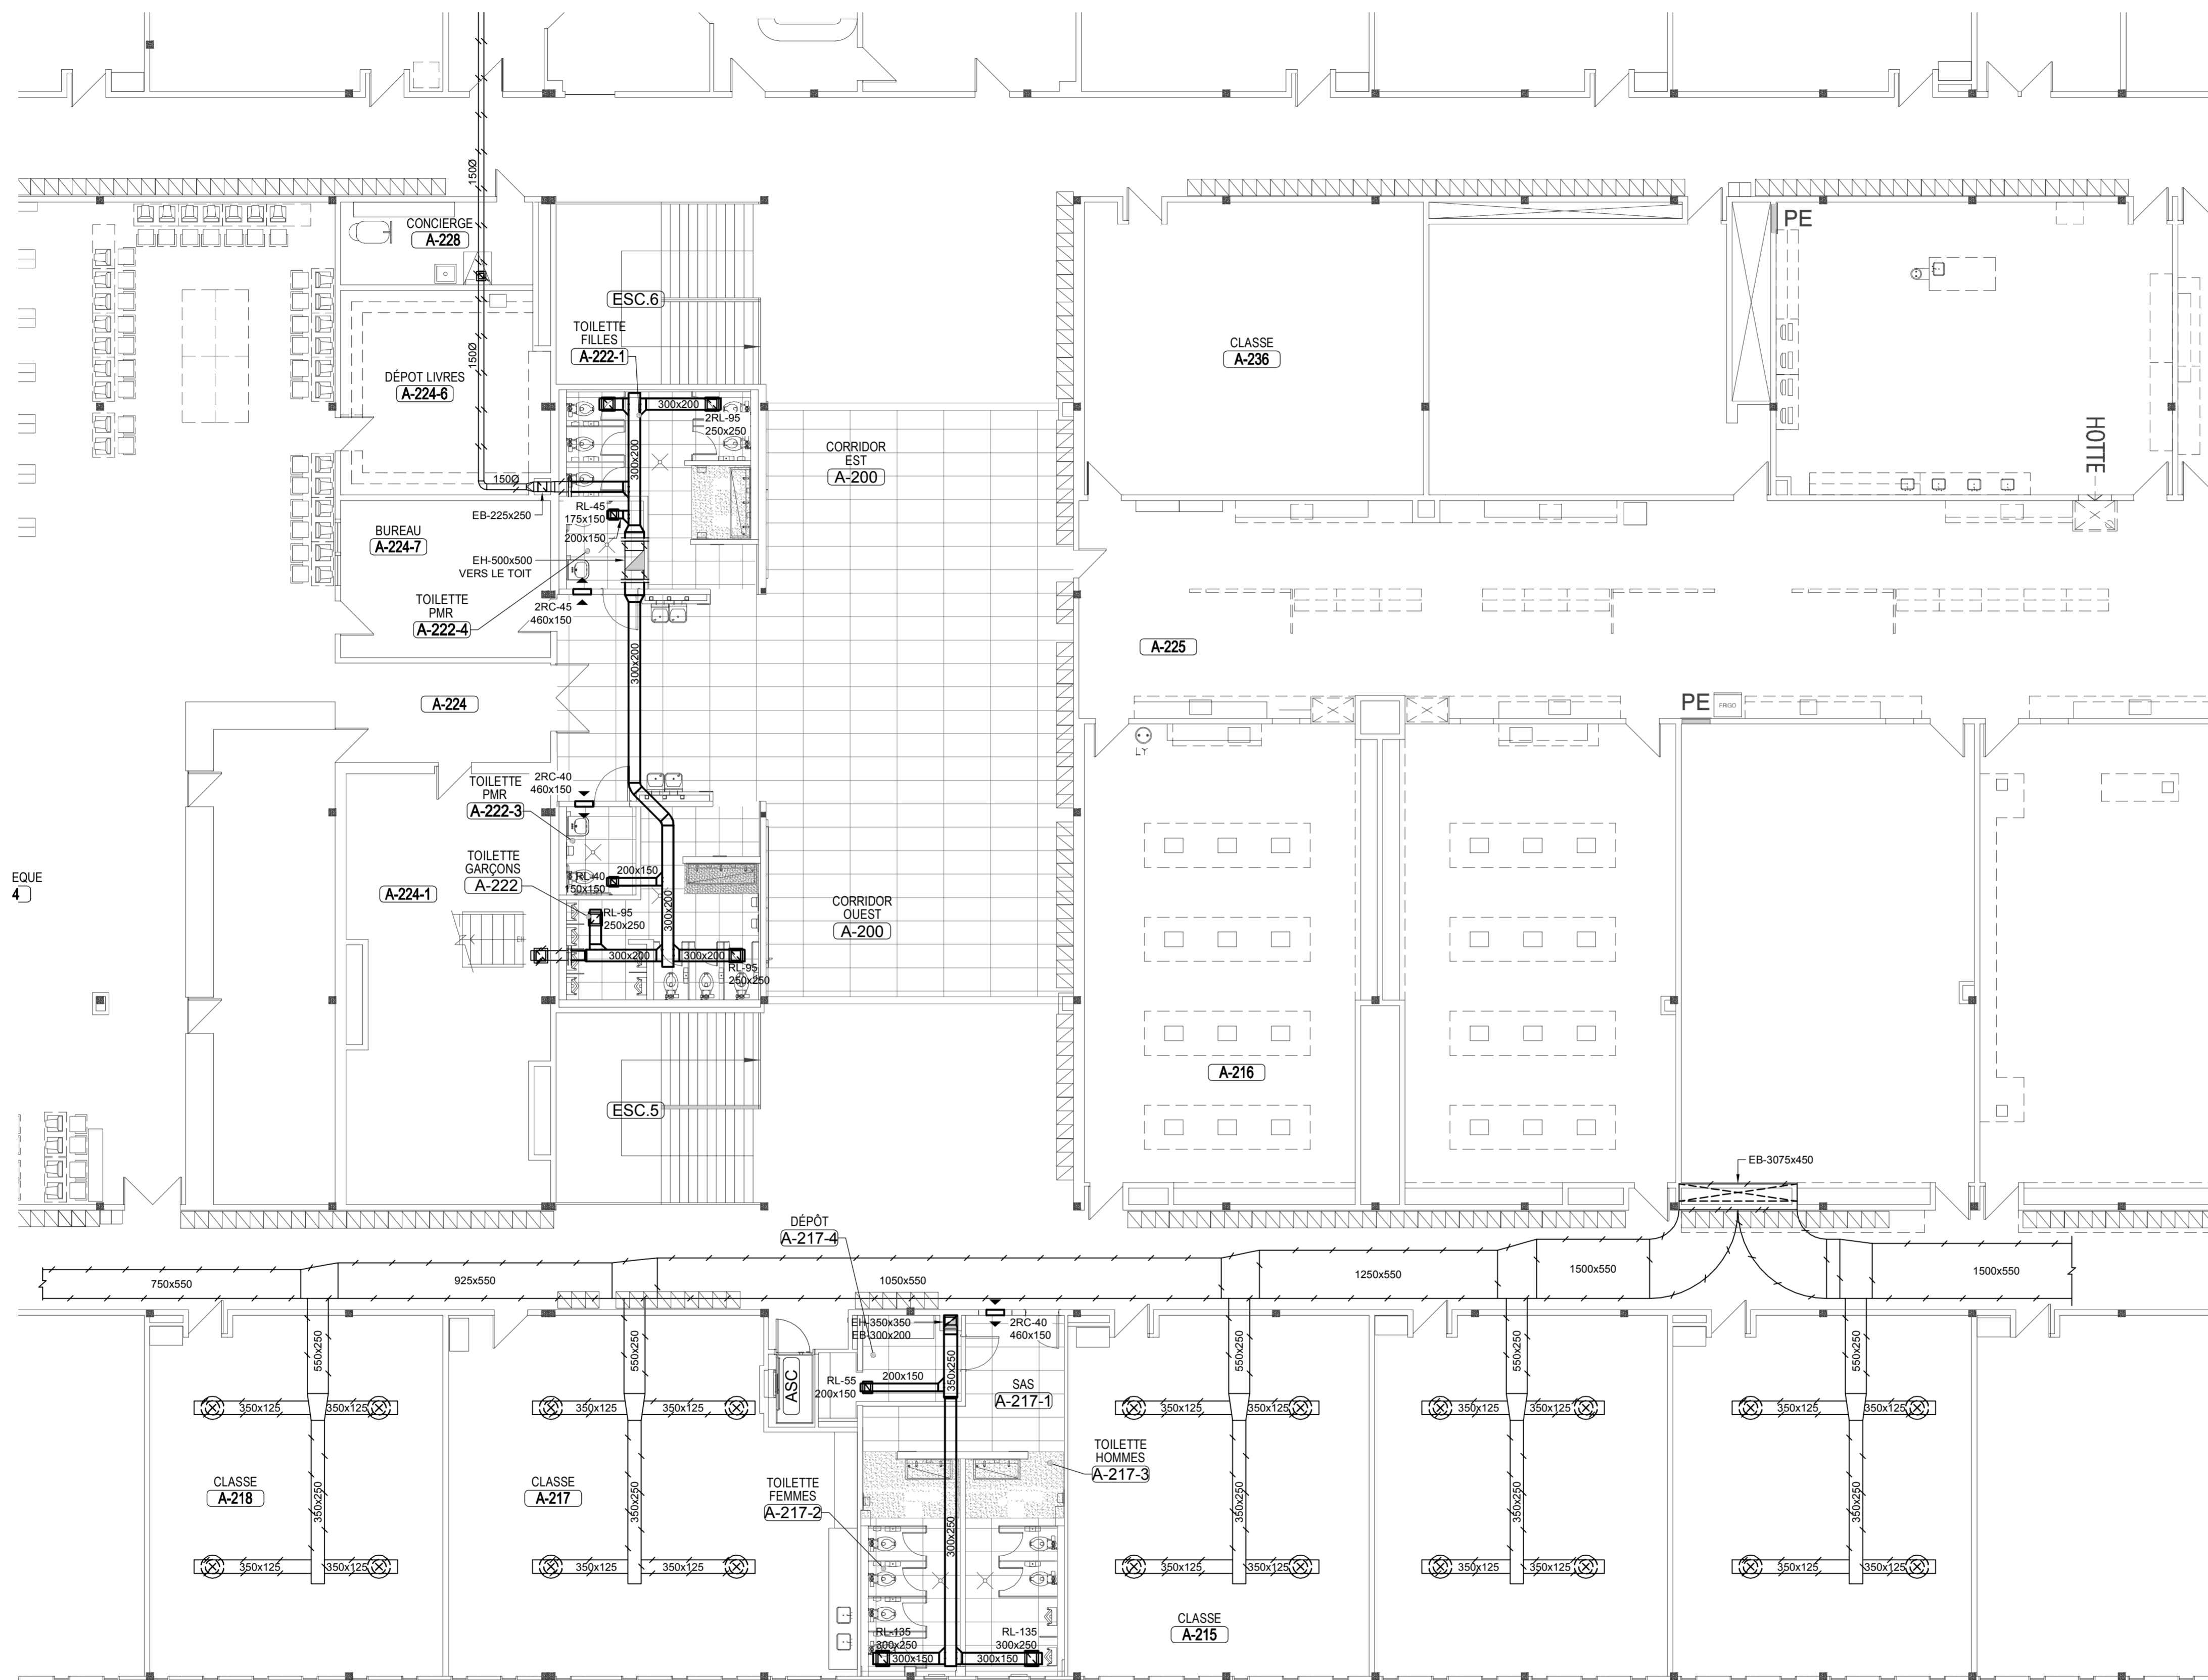 150Ø
CONCIERGE
A-228
PE
ESC.6
TOILETTE
FILLES
A-222-1
CLASSE
A-236
150Ø
DÉPOT LIVRES
A-224-6
300x200
2RL-95
250x250
300x200
CORRIDOR
EST
A-200
HOTTE
150Ø
EB-225x250
RL-45
175x150
200x150
BUREAU
A-224-7
EH-500x500
VERS LE TOIT
TOILETTE
PMR
A-222-4
2RC-45
460x150
300x200
A-225
A-224
PE
FRIGO
LY
2RC-40
460x150
TOILETTE
PMR
A-222-3
TOILETTE
GARÇONS
A-222
RL-40
150x150
200x150
EQUE
4
A-224-1
RL-95
250x250
300x200
CORRIDOR
OUEST
A-200
300x200
300x200
RL-95
250x250
A-216
ESC.5
EB-3075x450
DÉPÔT
A-217-4
750x550
925x550
1050x550
1250x550
1500x550
1500x550
EH-350x350
EB-300x200
2RC-40
460x150
550x250
550x250
350x250
550x250
550x250
550x250
ASC
RL-55
200x150
200x150
SAS
A-217-1
350x125
350x125
350x125
350x125
350x125
350x125
350x125
350x125
350x125
350x125
TOILETTE
HOMMES
A-217-3
CLASSE
A-218
CLASSE
A-217
TOILETTE
FEMMES
A-217-2
350x250
350x250
300x250
350x250
350x250
350x250
350x125
350x125
350x125
350x125
350x125
350x125
350x125
350x125
350x125
350x125
CLASSE
A-215
RL-135
300x250
RL-135
300x250
300x150
300x150